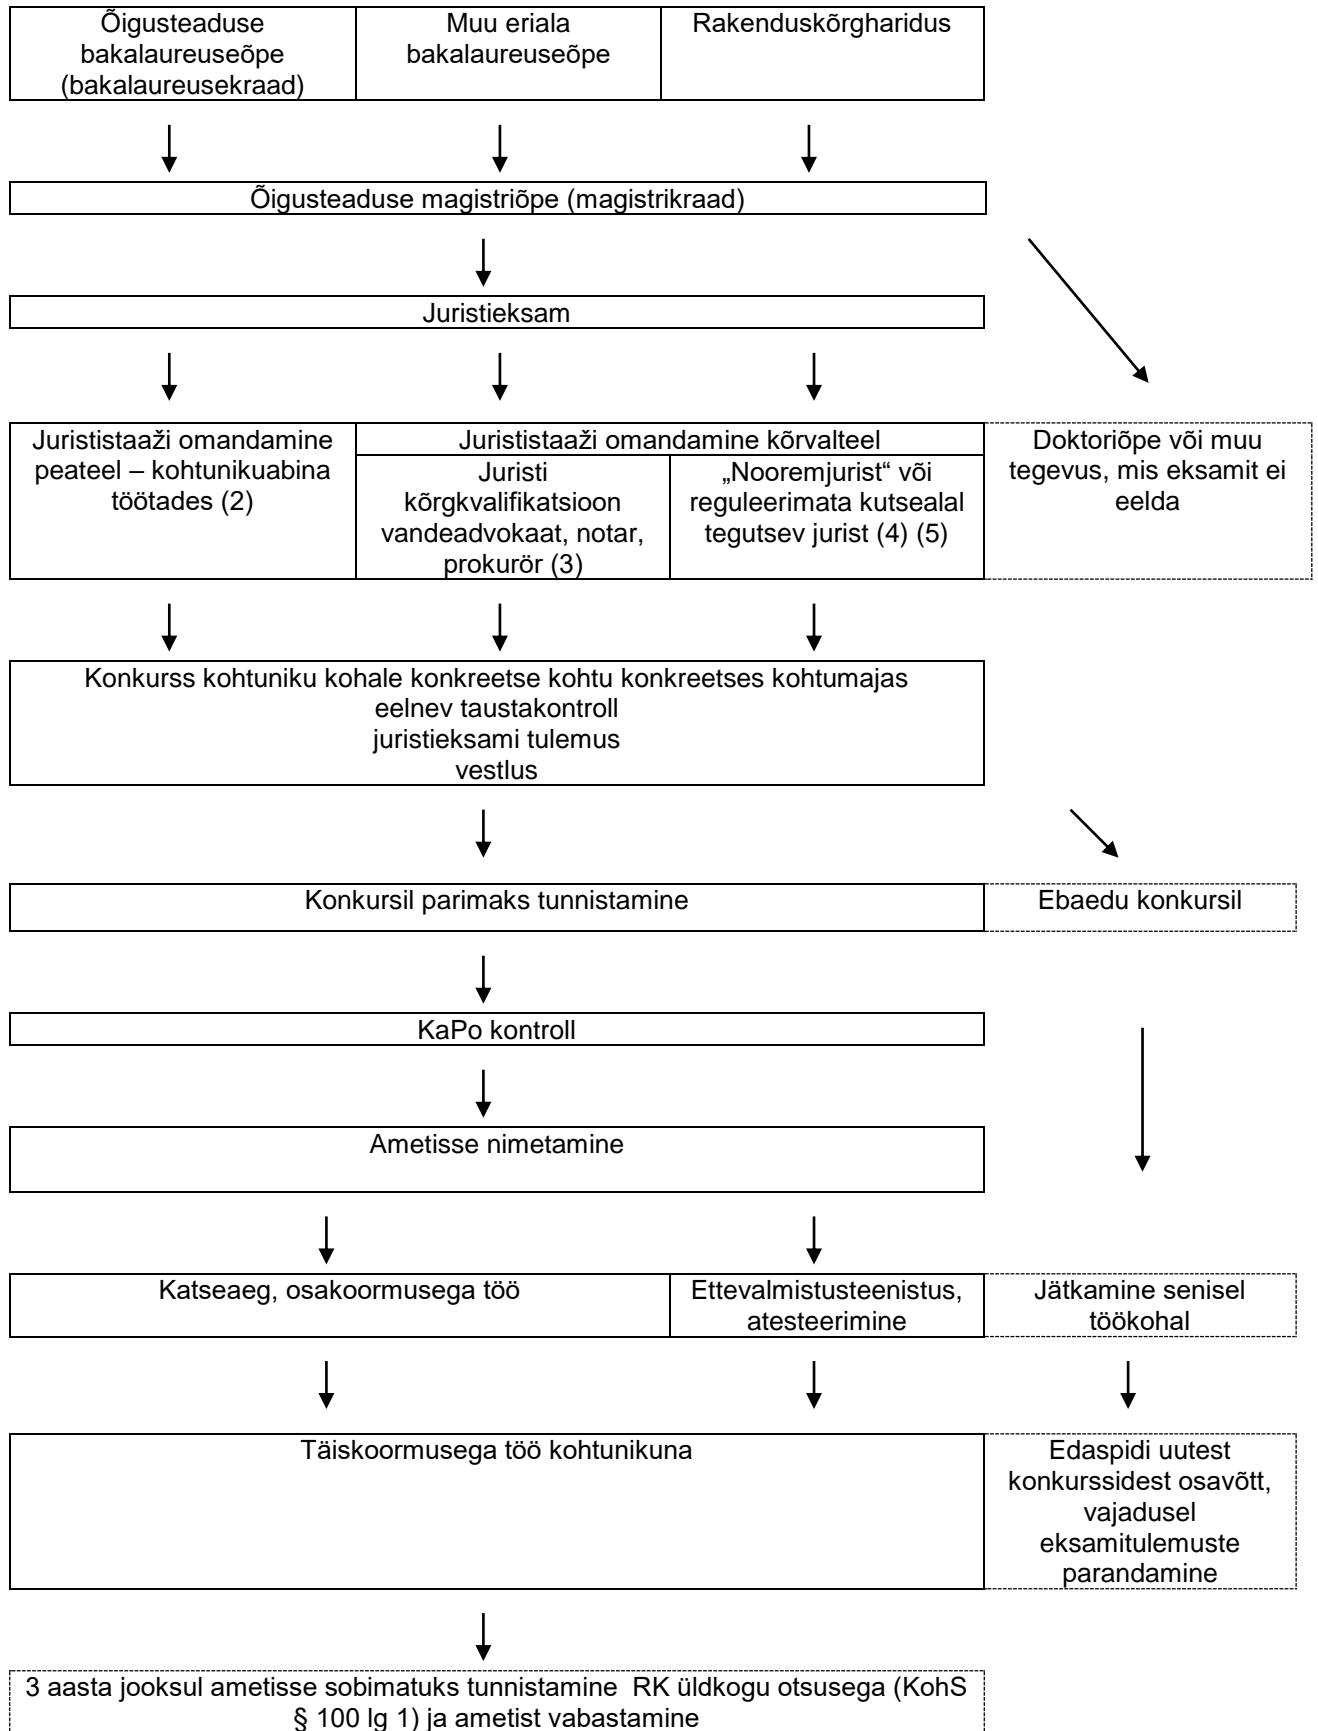 Õigusteaduse
bakalaureuseõpe
(bakalaureusekraad)
Muu eriala
bakalaureuseõpe
Rakenduskõrgharidus
Õigusteaduse magistriõpe (magistrikraad)
Juristieksam
Jurististaaži omandamine
peateel – kohtunikuabina
töötades (2)
Jurististaaži omandamine kõrvalteel
Juristi
kõrgkvalifikatsioon
vandeadvokaat, notar,
prokurör (3)
„Nooremjurist“ või
reguleerimata kutsealal
tegutsev jurist (4) (5)
Doktoriõpe või muu
tegevus, mis eksamit ei
eelda
Konkurss kohtuniku kohale konkreetse kohtu konkreetses kohtumajas
eelnev taustakontroll
juristieksami tulemus
vestlus
Konkursil parimaks tunnistamine
Ebaedu konkursil
KaPo kontroll
Ametisse nimetamine
Katseaeg, osakoormusega töö
Ettevalmistusteenistus,
atesteerimine
Jätkamine senisel
töökohal
Täiskoormusega töö kohtunikuna
Edaspidi uutest
konkurssidest osavõtt,
vajadusel
eksamitulemuste
parandamine
3 aasta jooksul ametisse sobimatuks tunnistamine RK üldkogu otsusega (KohS
§ 100 lg 1) ja ametist vabastamine